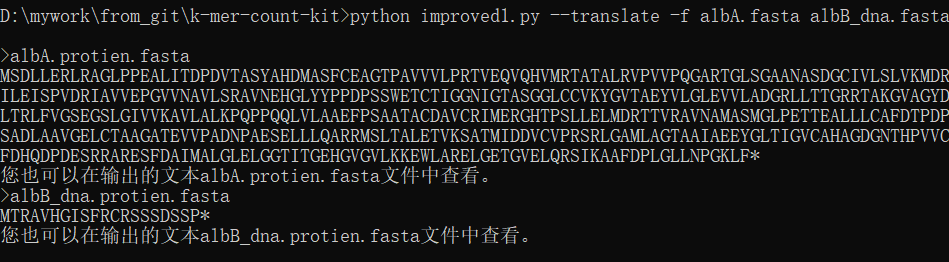 D:\mywork\from_git\k-mer-count-kit>python improved1.py --translate -f albA.fasta albB_dna.fasta
>albA.protien.fasta
MSDLLERLRAGLPPEALITDPDVTASYAHDMASFCEAGTPAVVVLPRTVEQVQHVMRTATALRVPVVPQGARTGLSGAANASDGCIVLSLVKMDR
ILEISPVDRIAVVEPGVVNAVLSRAVNEHGLYYPPDPSSWETCTIGGNIGTASGGLCCVKYGVTAEYVLGLEVVLADGRLLTTGRRTAKGVAGYD
LTRLFVGSEGSLGIVVKAVLALKPQPPQQLVLAAEFPSAATACDAVCRIMERGHTPSLLELMDRTTVRAVNAMASMGLPETTEALLLCAFDTPDP
SADLAAVGELCTAAGATEVVPADNPAESELLLQARRMSLTALETVKSATMIDDVCVPRSRLGAMLAGTAAIAEEYGLTIGVCAHAGDGNTHPVVC
FDHQDPDESRRARESFDAIMALGLELGGTITGEHGVGVLKKEWLARELGETGVELQRSIKAAFDPLGLLNPGKLF*
您也可以在输出的文本albA.protien.fasta文件中查看。
>albB_dna.protien.fasta
MTRAVHGISFRCRSSSDSSP*
您也可以在输出的文本albB_dna.protien.fasta文件中查看。